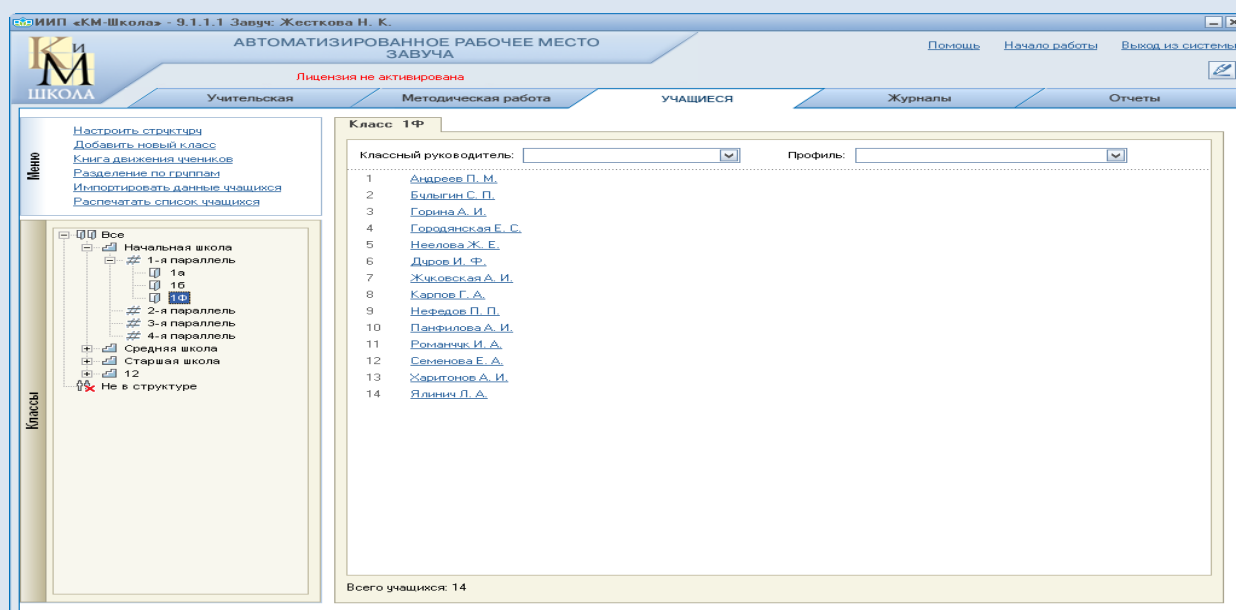 ИИП «КМ-Школа» - 9.1.1.1 Завуч: Жесткова Н. К.
КМ И ШКОЛА
АВТОМАТИЗИРОВАННОЕ РАБОЧЕЕ МЕСТО
ЗАВУЧА
Помощь Начало работы Выход из системы
Лицензия не активирована
Учительская Методическая работа УЧАЩИЕСЯ Журналы Отчеты
Меню
Настроить структуру
Добавить новый класс
Книга движения учеников
Разделение по группам
Импортировать данные учащихся
Распечатать список учащихся
Классы
Все
Начальная школа
1-я параллель
1а
1б
1Ф
2-я параллель
3-я параллель
4-я параллель
Средняя школа
Старшая школа
12
Не в структуре
Класс 1Ф
Классный руководитель: Профиль:
1 Андреев П. М.
2 Булыгин С. П.
3 Горина А. И.
4 Городянская Е. С.
5 Неелова Ж. Е.
6 Дуров И. Ф.
7 Жуковская А. И.
8 Карпов Г. А.
9 Нефедов П. П.
10 Панфилова А. И.
11 Романчук И. А.
12 Семенова Е. А.
13 Харитонов А. И.
14 Ялинич Л. А.
Всего учащихся: 14